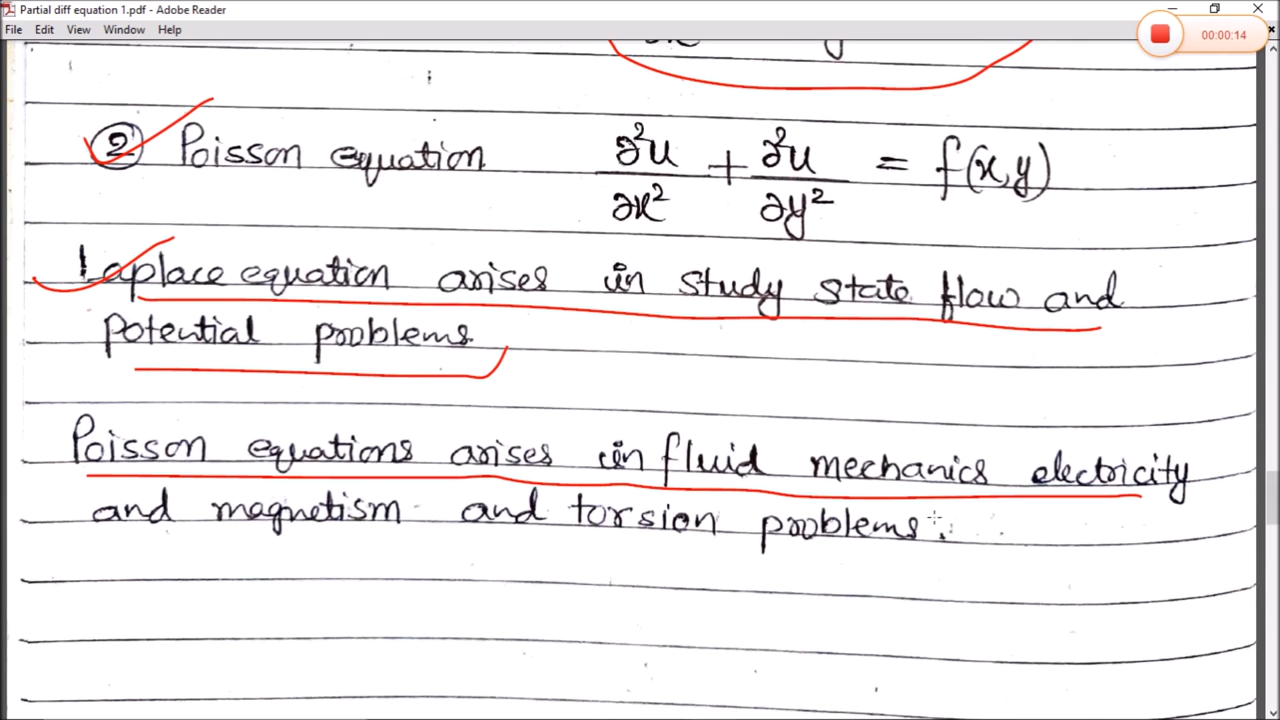 Partial diff equation 1.pdf - Adobe Reader
File Edit View Window Help
00:00:14
② Poisson equation ∂²u/∂x² + ∂²u/∂y² = f(x,y)
Laplace equation arises in study state flow and
potential problems.
Poisson equations arises in fluid mechanics electricity
and magnetism and torsion problems.